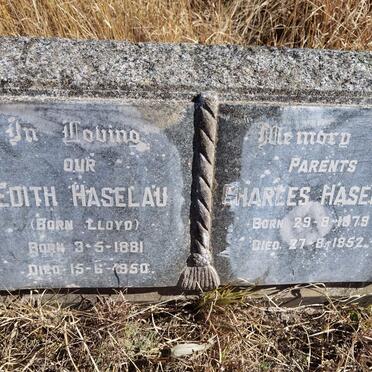 In Loving Memory
OUR PARENTS
EDITH HASELAU
(BORN LLOYD)
BORN 3-5-1881
DIED 15-6-1950.
CHARLES HASE
BORN 29-8-1879
DIED 27-8-1952.